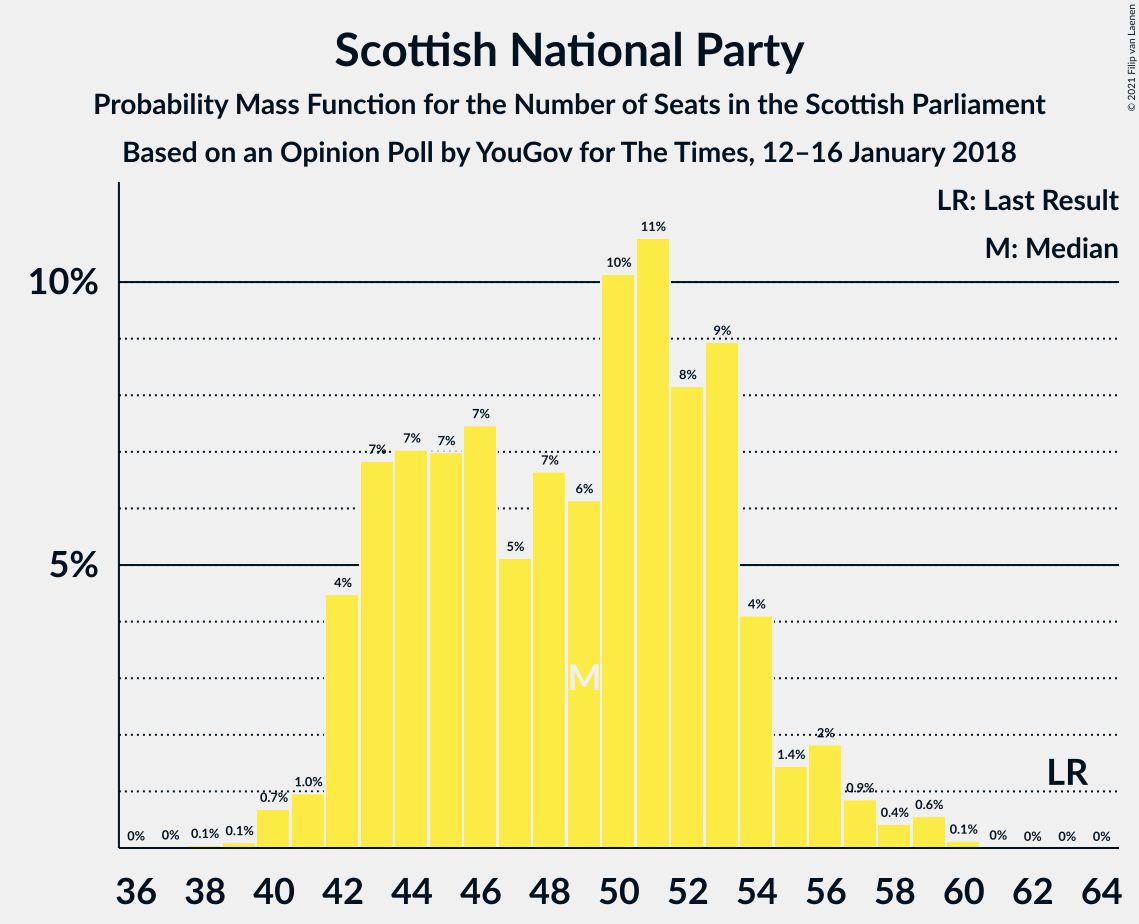 Scottish National Party
Probability Mass Function for the Number of Seats in the Scottish Parliament
Based on an Opinion Poll by YouGov for The Times, 12–16 January 2018
© 2021 Filip van Laenen
LR: Last Result
M: Median
10%
5%
0% 0% 0.1% 0.1% 0.7% 1.0% 4% 7% 7% 7% 7% 5% 7% 6% 10% 11% 8% 9% 4% 1.4% 2% 0.9% 0.4% 0.6% 0.1% 0% 0% 0% 0%
M
LR
36 38 40 42 44 46 48 50 52 54 56 58 60 62 64